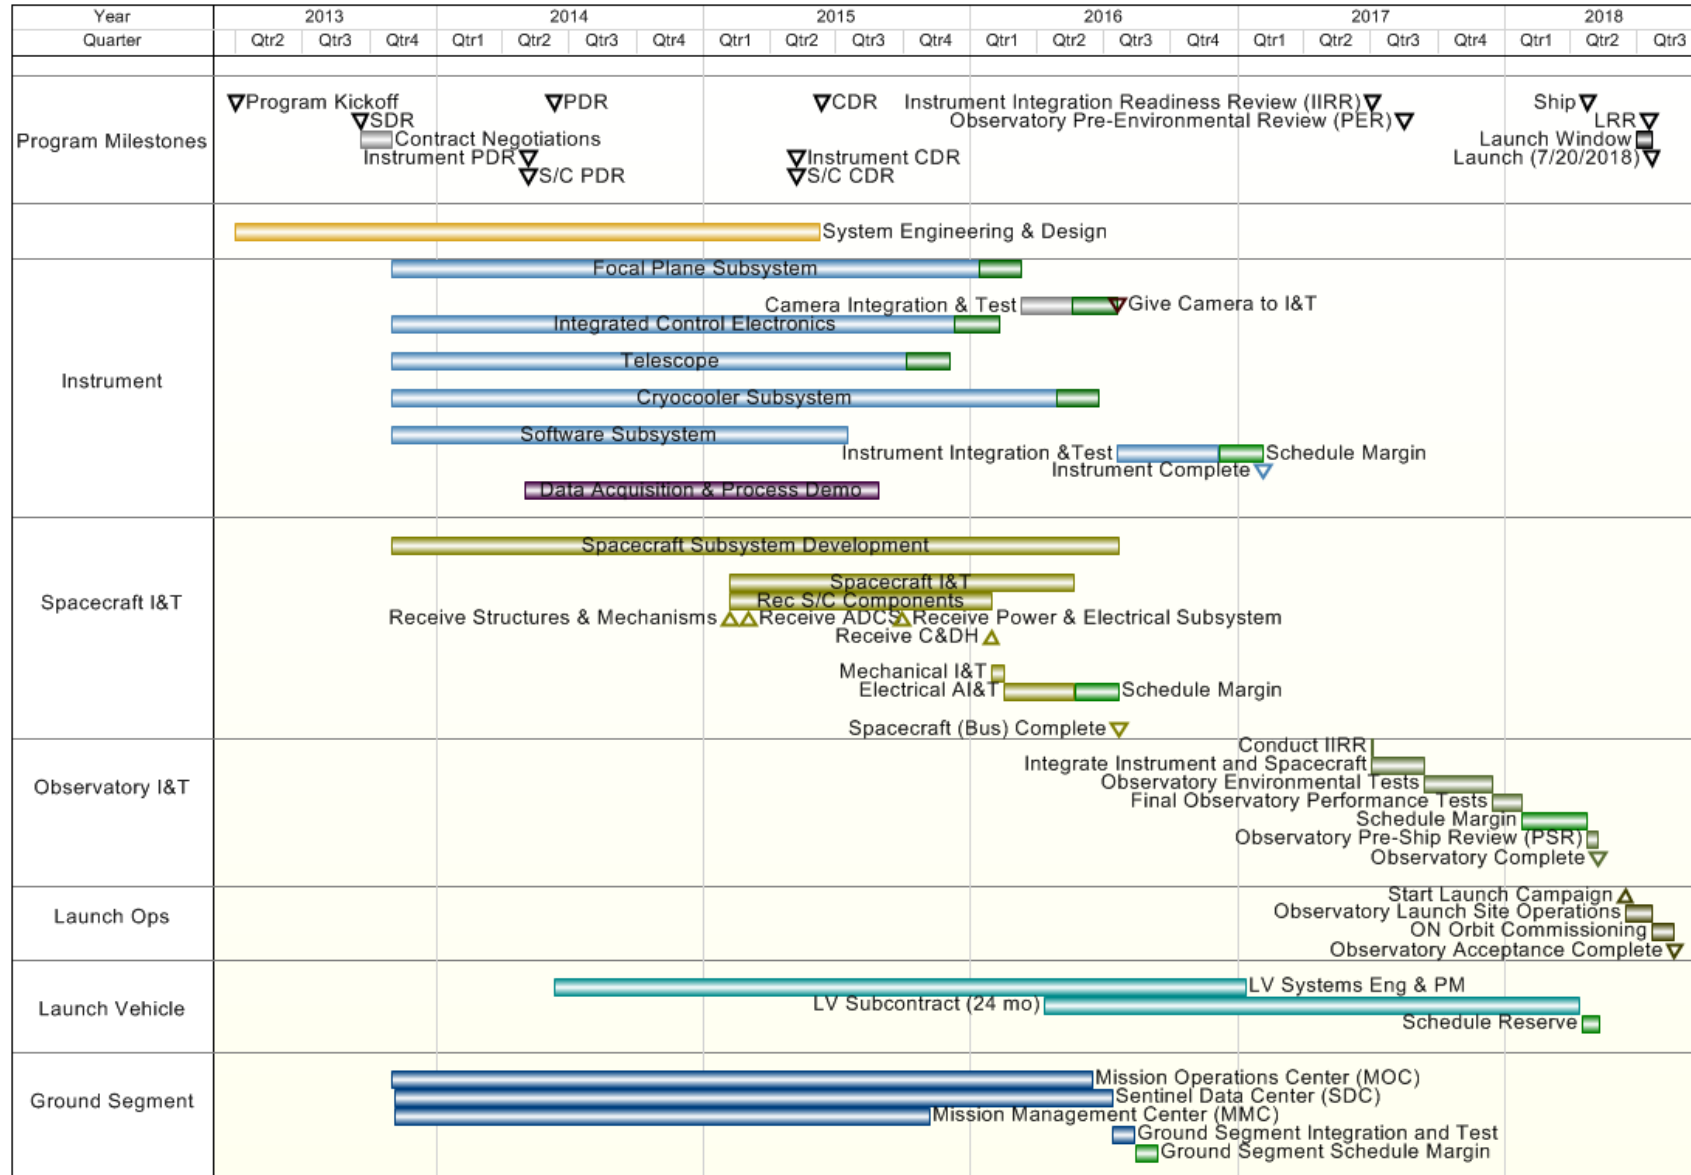 Year 2013 2014 2015 2016 2017 2018
Quarter Qtr2 Qtr3 Qtr4 Qtr1 Qtr2 Qtr3 Qtr4 Qtr1 Qtr2 Qtr3 Qtr4 Qtr1 Qtr2 Qtr3 Qtr4 Qtr1 Qtr2 Qtr3 Qtr4 Qtr1 Qtr2 Qtr3
Program Milestones
Program Kickoff PDR CDR Instrument Integration Readiness Review (IIRR) Ship
SDR Observatory Pre-Environmental Review (PER) LRR
Contract Negotiations Launch Window
Instrument PDR Instrument CDR Launch (7/20/2018)
S/C PDR S/C CDR
System Engineering & Design
Instrument
Focal Plane Subsystem
Camera Integration & Test Give Camera to I&T
Integrated Control Electronics
Telescope
Cryocooler Subsystem
Software Subsystem
Instrument Integration &Test Schedule Margin
Instrument Complete
Data Acquisition & Process Demo
Spacecraft I&T
Spacecraft Subsystem Development
Spacecraft I&T
Rec S/C Components
Receive Structures & Mechanisms Receive ADCS Receive Power & Electrical Subsystem
Receive C&DH
Mechanical I&T
Electrical AI&T Schedule Margin
Spacecraft (Bus) Complete
Observatory I&T
Conduct IIRR
Integrate Instrument and Spacecraft
Observatory Environmental Tests
Final Observatory Performance Tests
Schedule Margin
Observatory Pre-Ship Review (PSR)
Observatory Complete
Launch Ops
Start Launch Campaign
Observatory Launch Site Operations
ON Orbit Commissioning
Observatory Acceptance Complete
Launch Vehicle
LV Systems Eng & PM
LV Subcontract (24 mo)
Schedule Reserve
Ground Segment
Mission Operations Center (MOC)
Sentinel Data Center (SDC)
Mission Management Center (MMC)
Ground Segment Integration and Test
Ground Segment Schedule Margin